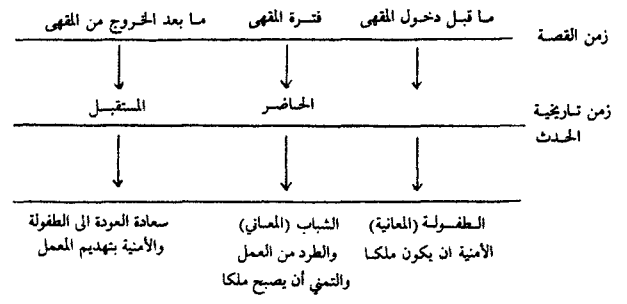 زمن القصة
ما قبل دخول المقهى
فترة المقهى
ما بعد الخروج من المقهى
زمن تاريخية
الحدث
الحاضر
المستقبل
الطفولة (المعانية)
الأمنية ان يكون ملكا
الشباب (المعاني)
والطرد من العمل
والتمني أن يصبح ملكا
سعادة العودة الى الطفولة
والأمنية بتهديم المعمل